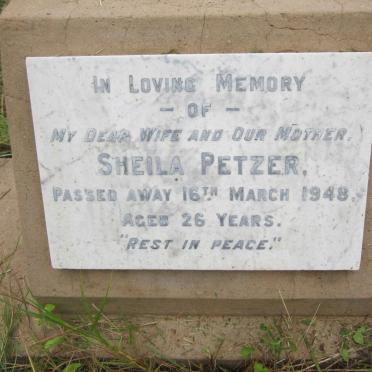 In Loving Memory
– OF –
My Dear Wife and Our Mother.
Sheila Petzer,
Passed away 16TH March 1948.
Aged 26 Years.
"Rest in peace."